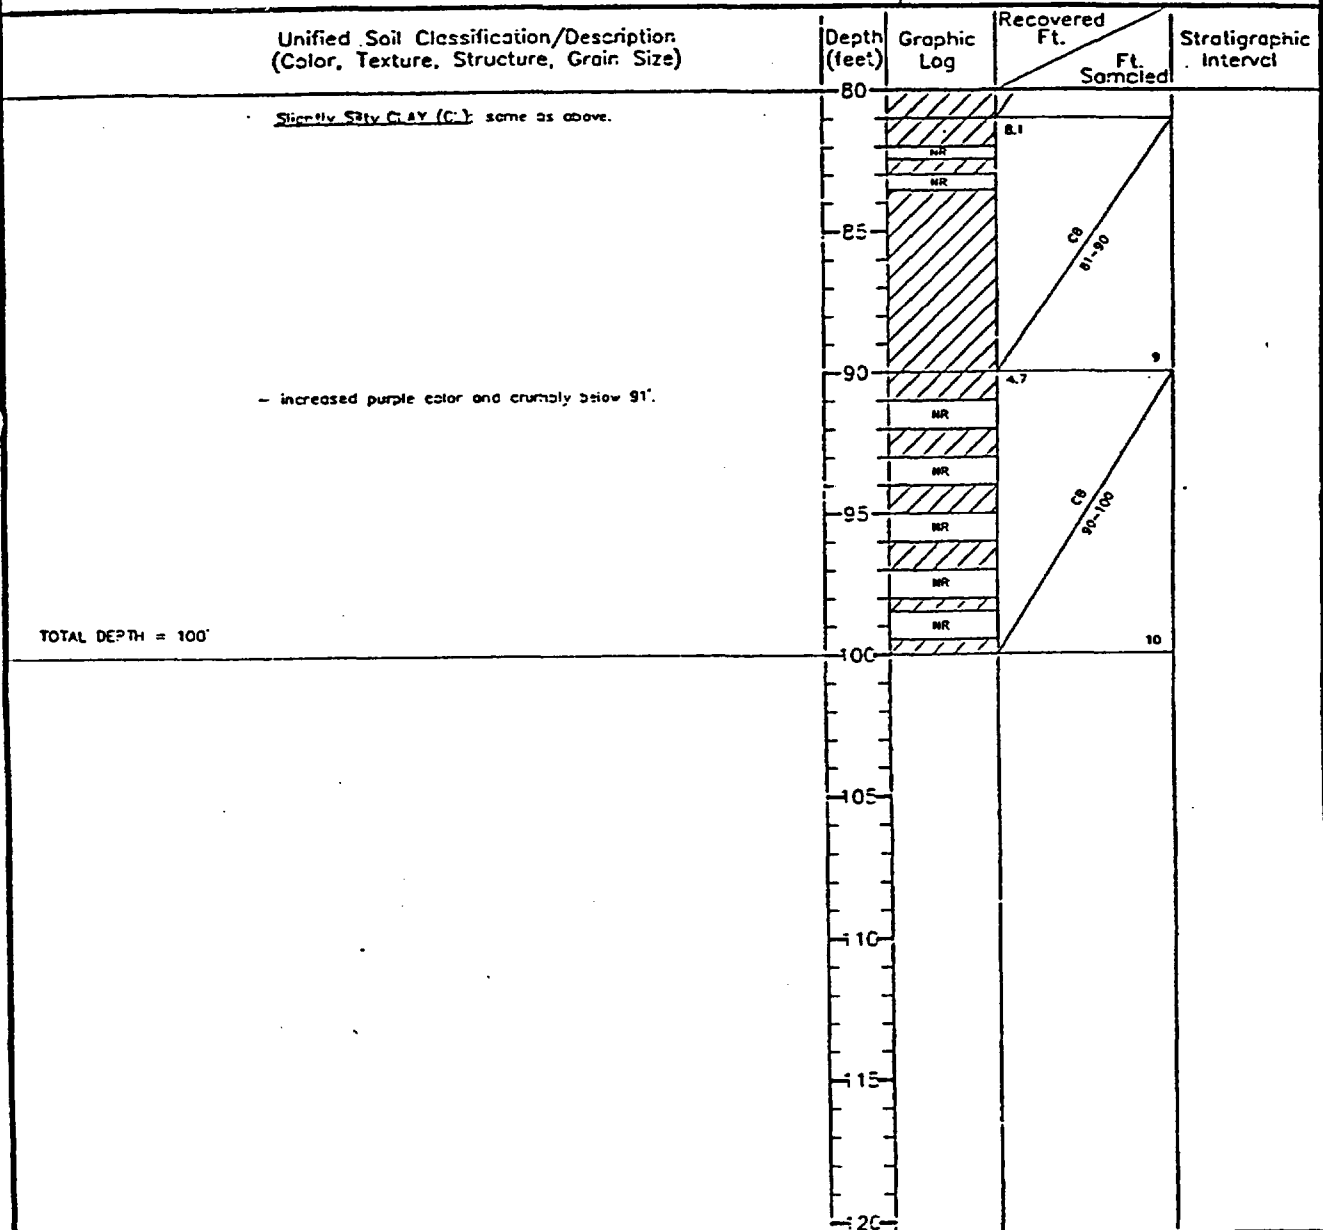 Unified Soil Classification/Description
(Color, Texture, Structure, Grain Size)
Depth
(feet)
Graphic
Log
Recovered
Ft.
Ft.
Sampled
Stratigraphic
Interval
80
Slightly Silty CLAY (CL): same as above.
8.1
NR
NR
85
CB
81-90
9
90
4.7
- increased purple color and crumbly below 91'.
NR
NR
CB
90-100
95
NR
NR
NR
TOTAL DEPTH = 100'
10
100
105
110
115
120